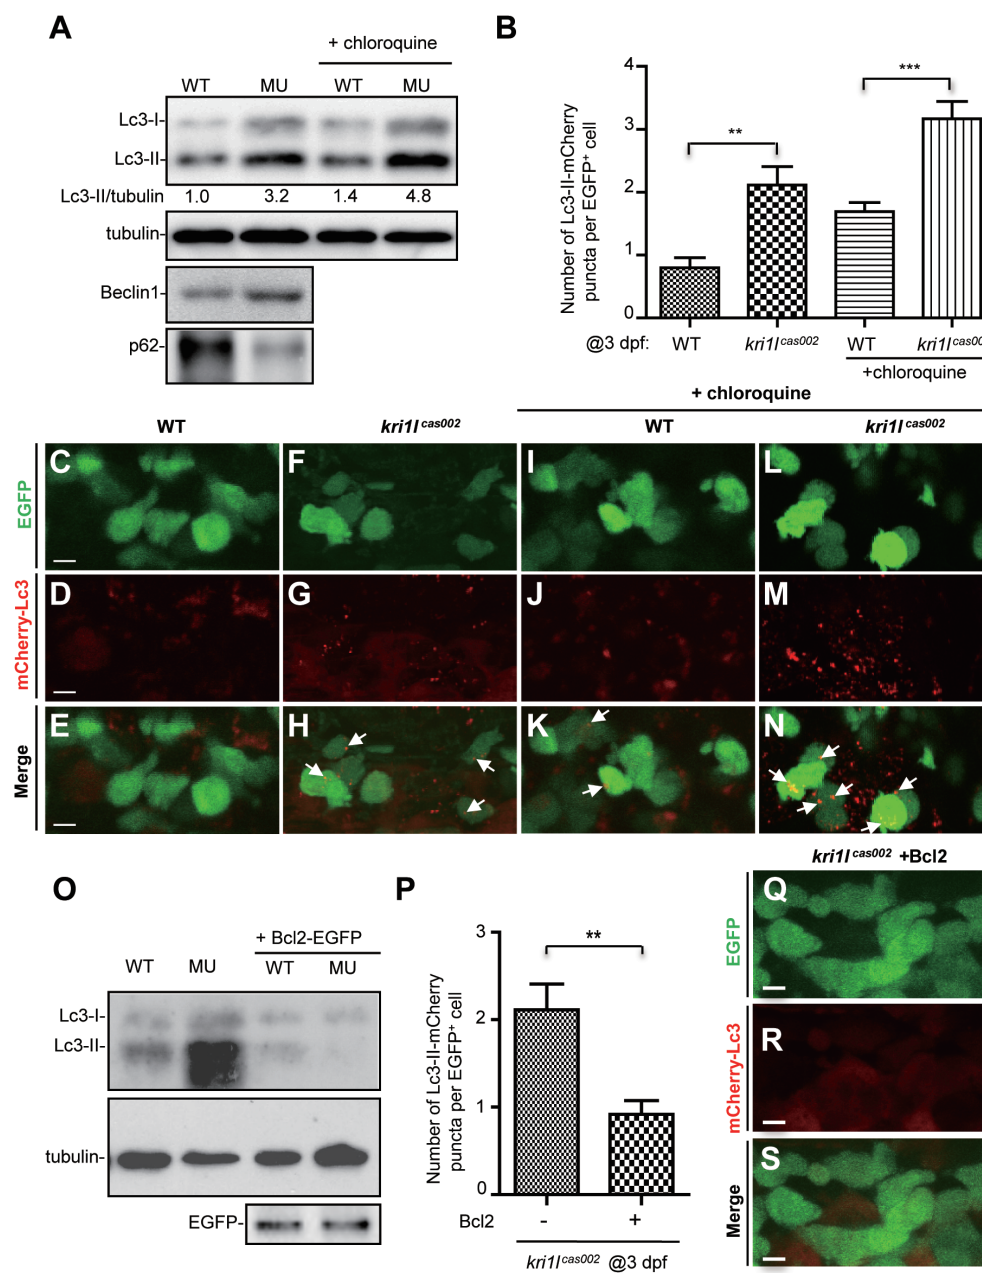 A
+ chloroquine
WT MU WT MU
Lc3-I-
Lc3-II-
Lc3-II/tubulin 1.0 3.2 1.4 4.8
tubulin-
Beclin1-
p62-
B
Number of Lc3-II-mCherry
puncta per EGFP+ cell
4
3
2
1
0
**
***
@3 dpf: WT kri1l cas002 WT kri1l cas00
+chloroquine
+ chloroquine
WT kri1l cas002 WT kri1l cas002
EGFP
C F I L
mCherry-Lc3
D G J M
Merge
E H K N
O
+ Bcl2-EGFP
WT MU WT MU
Lc3-I-
Lc3-II-
tubulin-
EGFP-
P
Number of Lc3-II-mCherry
puncta per EGFP+ cell
3
2
1
0
**
Bcl2 - +
kri1l cas002 @3 dpf
kri1l cas002 +Bcl2
EGFP
Q
mCherry-Lc3
R
Merge
S